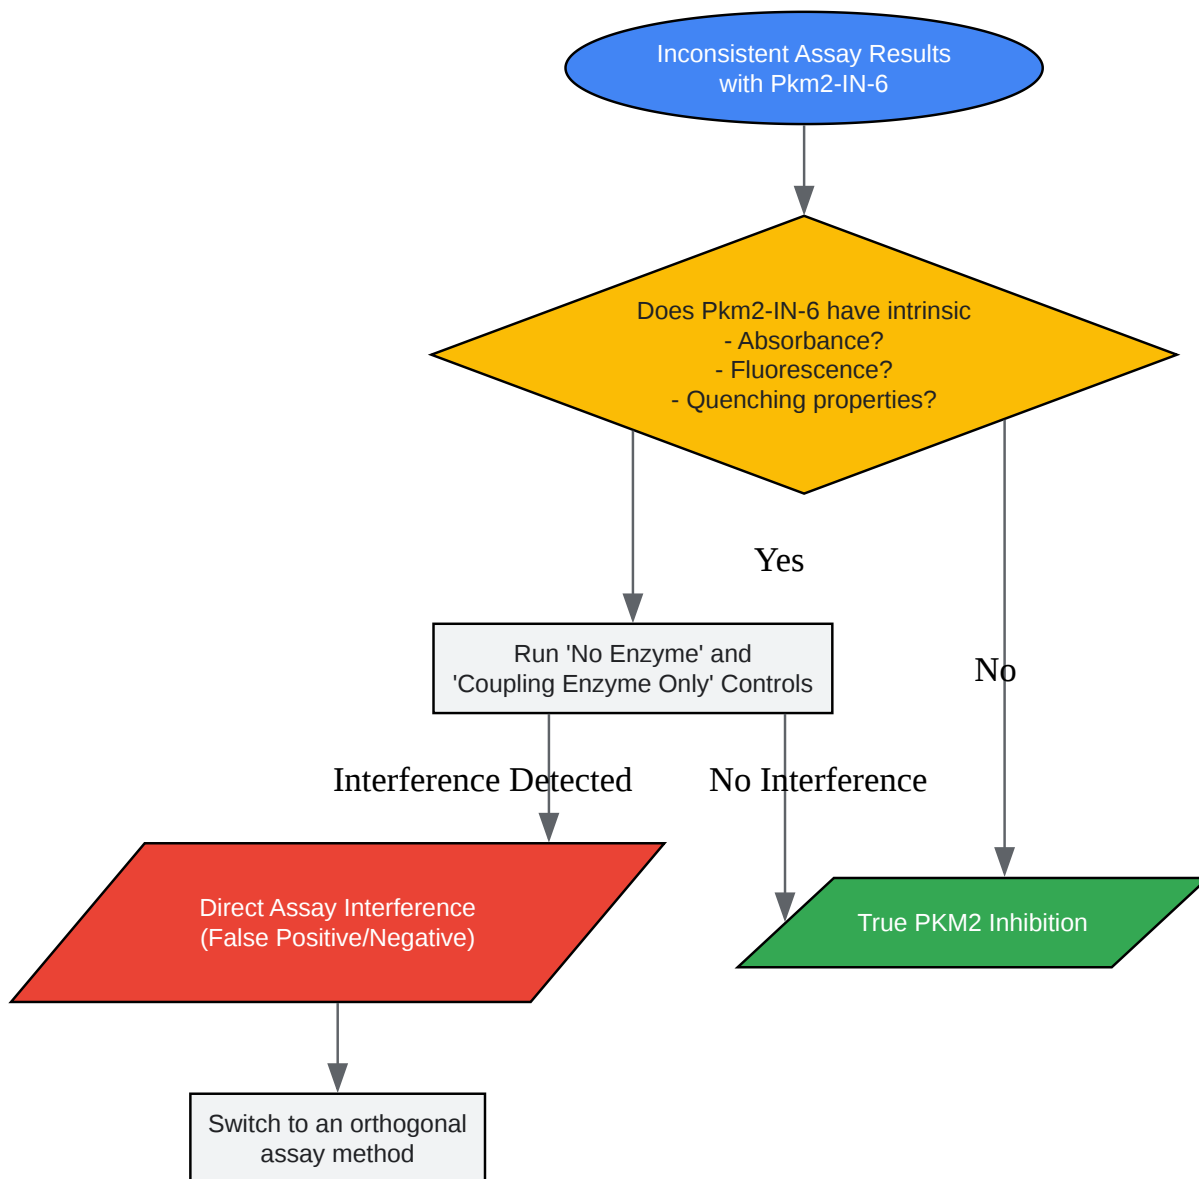 Inconsistent Assay Results
with Pkm2-IN-6
Does Pkm2-IN-6 have intrinsic
- Absorbance?
- Fluorescence?
- Quenching properties?
Yes
Run 'No Enzyme' and
'Coupling Enzyme Only' Controls
No
Interference Detected
No Interference
Direct Assay Interference
(False Positive/Negative)
True PKM2 Inhibition
Switch to an orthogonal
assay method